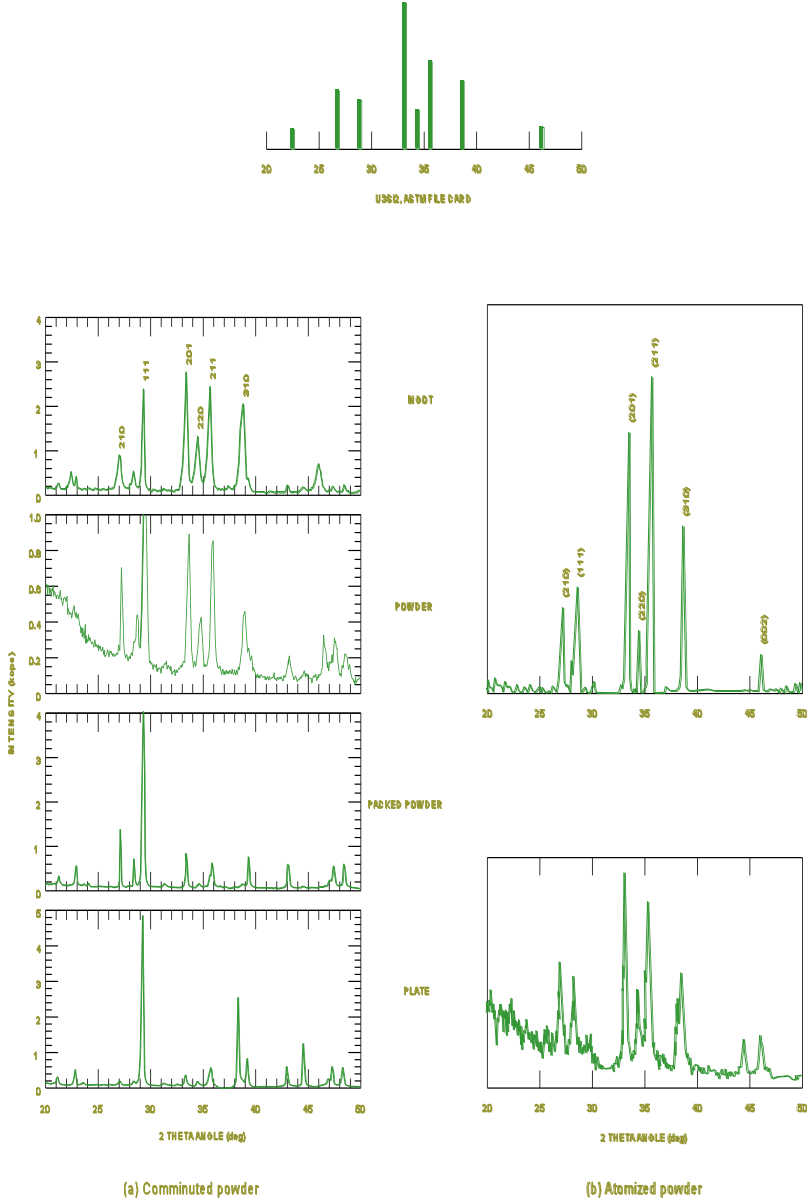 20 25 30 35 40 45 50
U3Si2, ASTM FILE CARD
4
3
2
1
0
210
111
201
220
211
310
INGOT
(210)
(111)
(201)
(220)
(211)
(310)
(002)
1.0
0.8
0.6
0.4
0.2
0
POWDER
20 25 30 35 40 45 50
INTENSITY (kcps)
4
3
2
1
0
PACKED POWDER
5
4
3
2
1
0
PLATE
20 25 30 35 40 45 50
2 THETA ANGLE (deg)
20 25 30 35 40 45 50
2 THETA ANGLE (deg)
(a) Comminuted powder
(b) Atomized powder